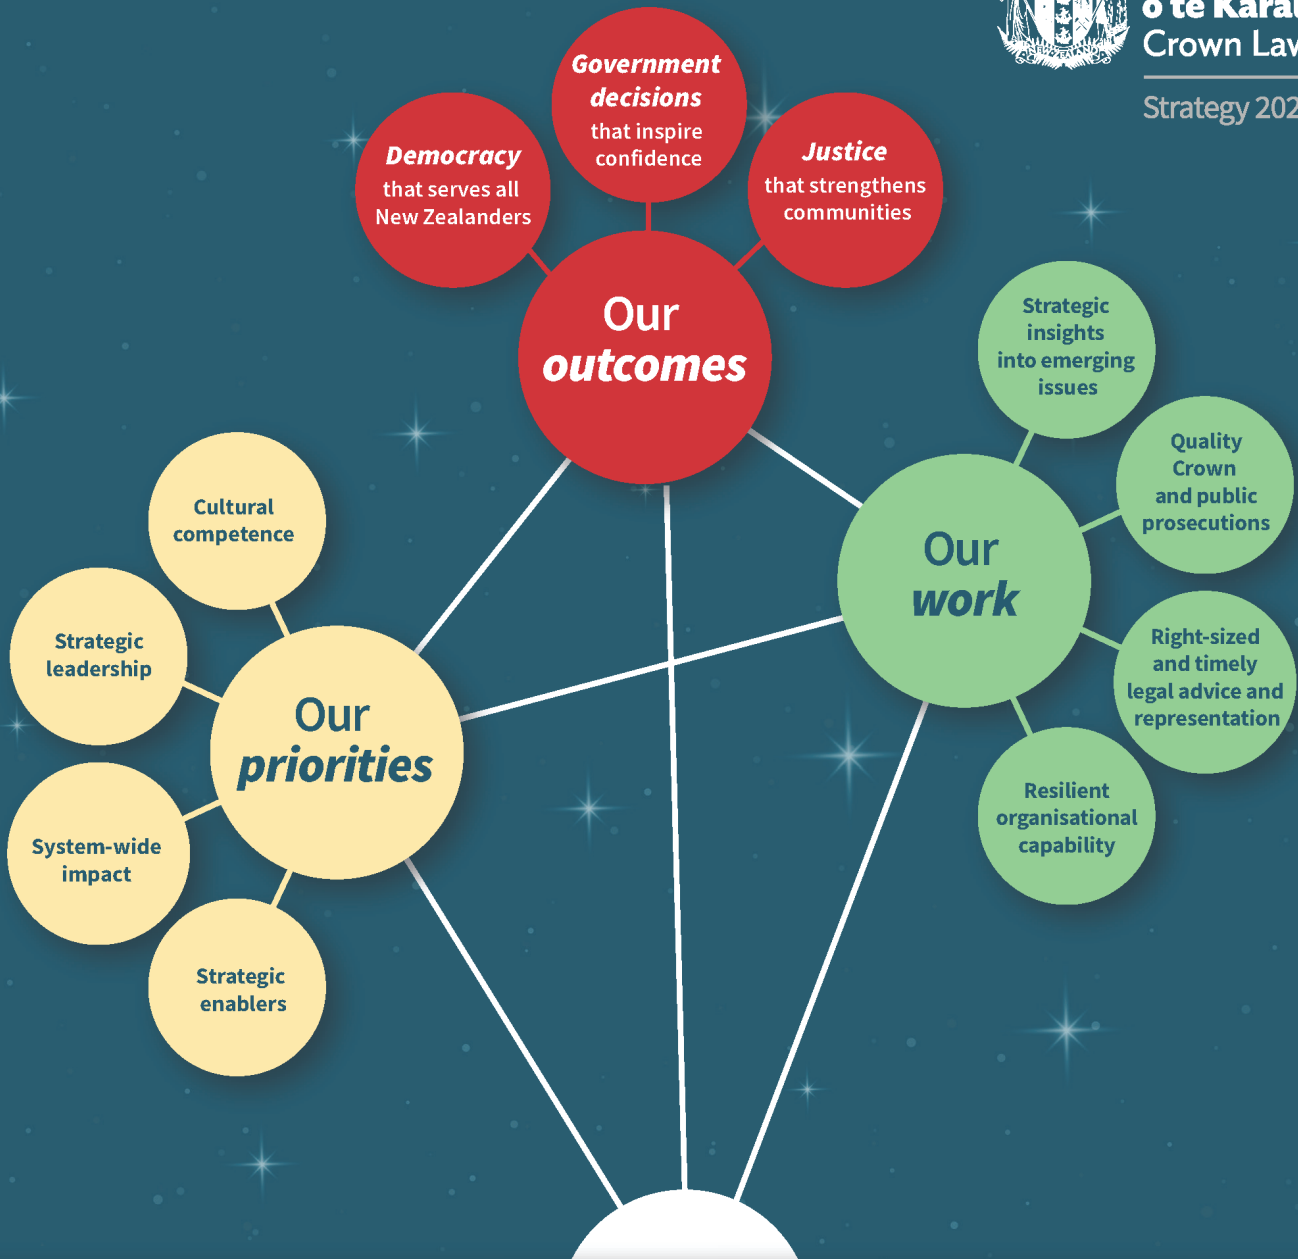 o te
Crown
Strategy
Government
decisions
that inspire
confidence
Democracy
that serves all
New Zealanders
Justice
that strengthens
communities
Our
outcomes
Strategic
insights
into emerging
issues
Quality
Crown
and public
prosecutions
Our
work
Right-sized
and timely
legal advice and
representation
Resilient
organisational
capability
Cultural
competence
Strategic
leadership
Our
priorities
System-wide
impact
Strategic
enablers